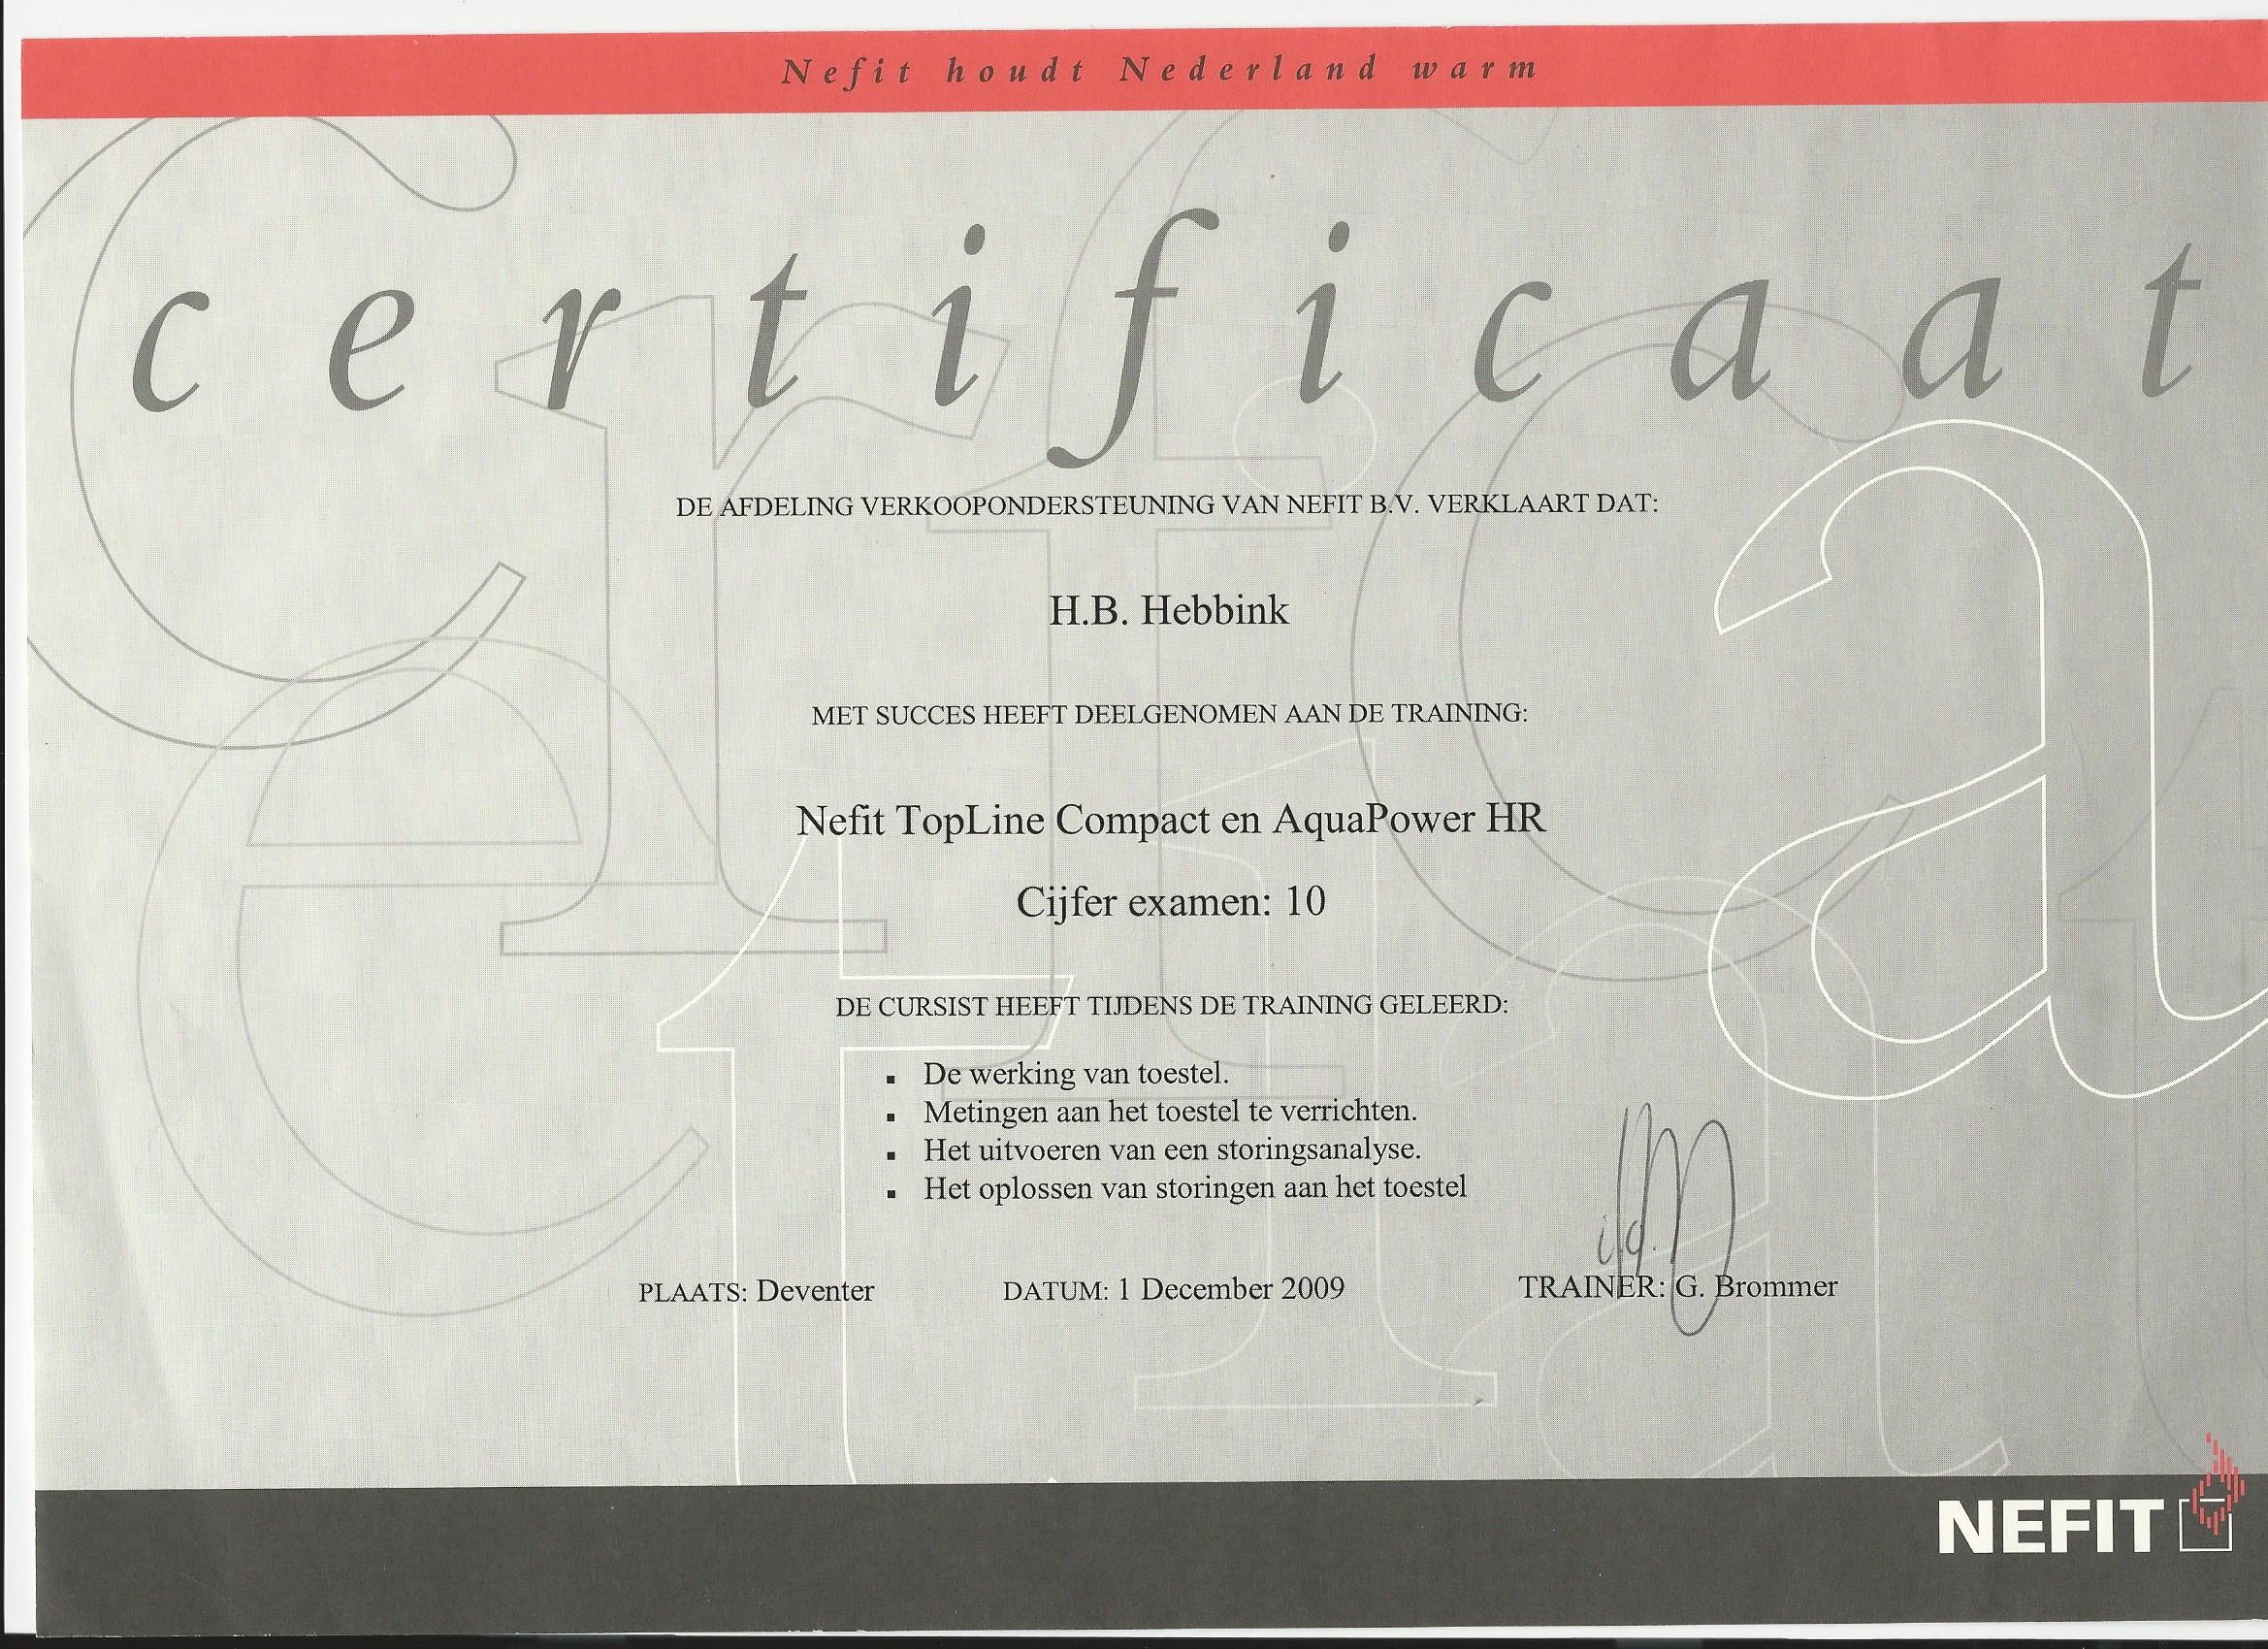 Nefit houdt Nederland warm
certificaat
DE AFDELING VERKOOPONDERSTEUNING VAN NEFIT B.V. VERKLAART DAT:
H.B. Hebbink
MET SUCCES HEEFT DEELGENOMEN AAN DE TRAINING:
Nefit TopLine Compact en AquaPower HR
Cijfer examen: 10
DE CURSIST HEEFT TIJDENS DE TRAINING GELEERD:
▪ De werking van toestel.
▪ Metingen aan het toestel te verrichten.
▪ Het uitvoeren van een storingsanalyse.
▪ Het oplossen van storingen aan het toestel
i.o.
PLAATS: Deventer DATUM: 1 December 2009 TRAINER: G. Brommer
NEFIT